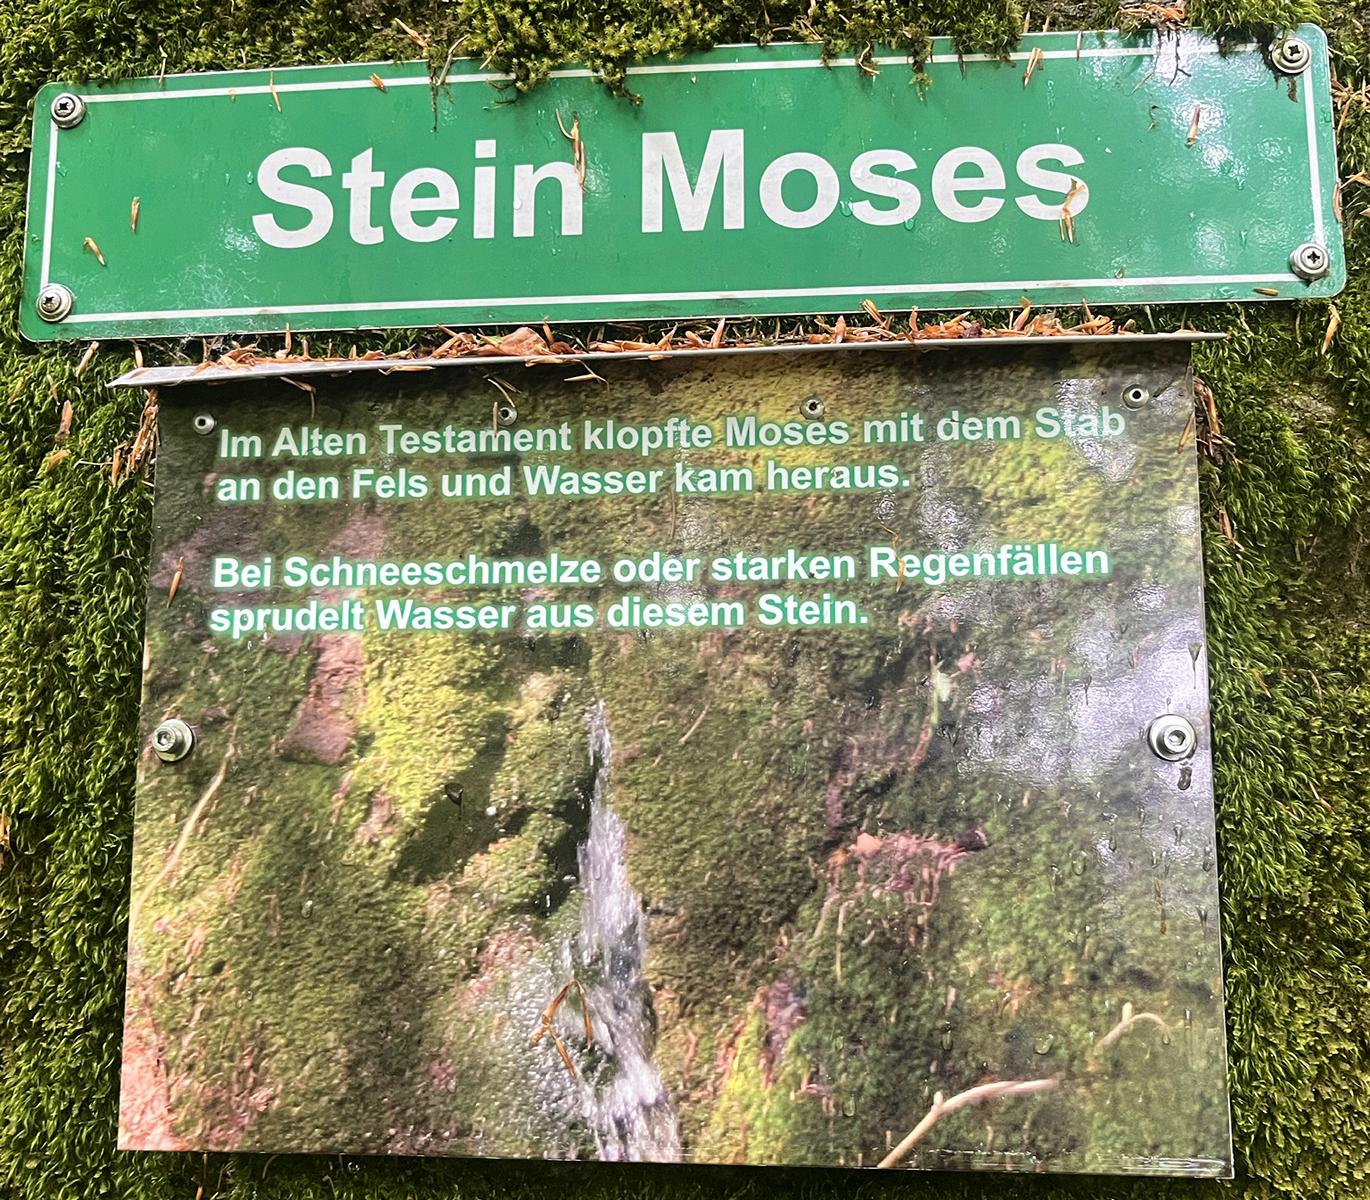 Stein Moses
Im Alten Testament klopfte Moses mit dem Stab
an den Fels und Wasser kam heraus.
Bei Schneeschmelze oder starken Regenfällen
sprudelt Wasser aus diesem Stein.